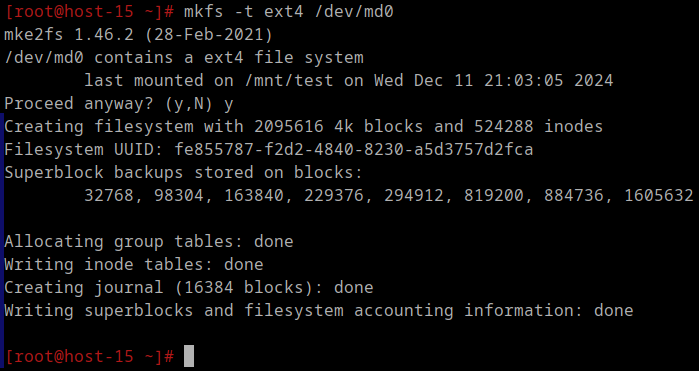 [root@host-15 ~]# mkfs -t ext4 /dev/md0
mke2fs 1.46.2 (28-Feb-2021)
/dev/md0 contains a ext4 file system
        last mounted on /mnt/test on Wed Dec 11 21:03:05 2024
Proceed anyway? (y,N) y
Creating filesystem with 2095616 4k blocks and 524288 inodes
Filesystem UUID: fe855787-f2d2-4840-8230-a5d3757d2fca
Superblock backups stored on blocks:
        32768, 98304, 163840, 229376, 294912, 819200, 884736, 1605632

Allocating group tables: done
Writing inode tables: done
Creating journal (16384 blocks): done
Writing superblocks and filesystem accounting information: done

[root@host-15 ~]#